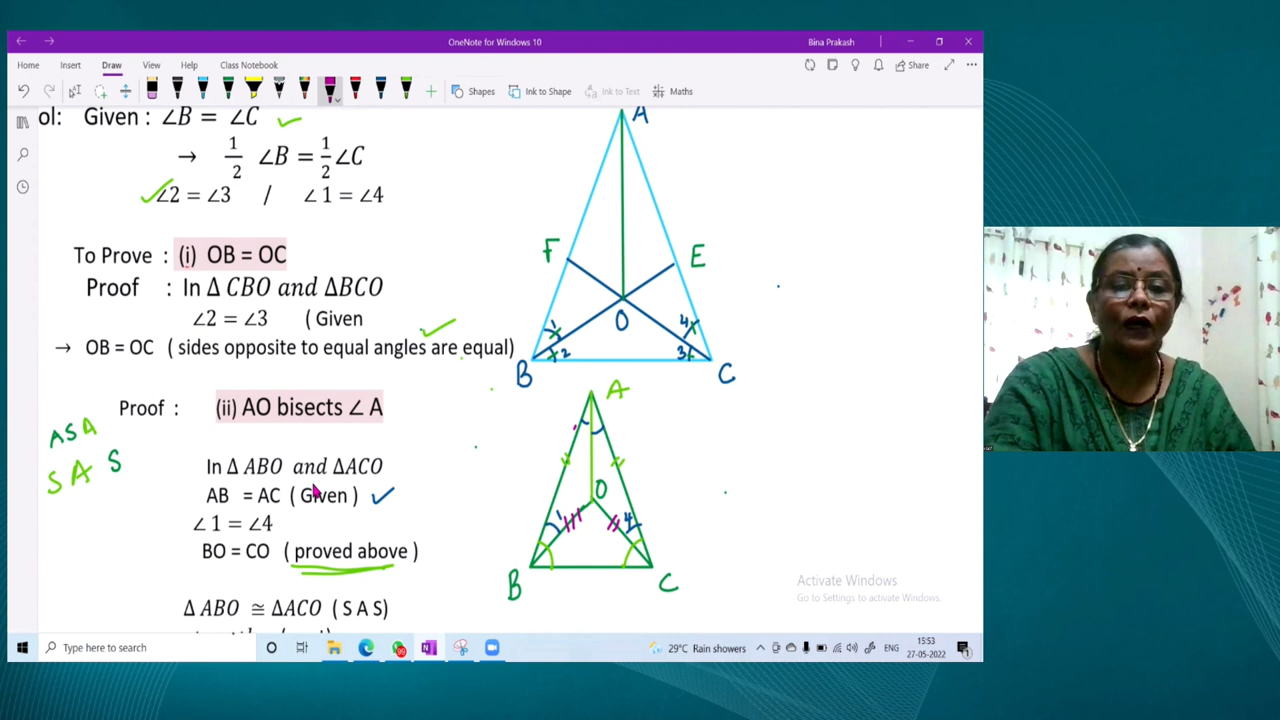 OneNote for Windows 10
Bina Prakash
Home Insert Draw View Help Class Notebook
Share
Shapes Ink to Shape Ink to Text Maths
ol: Given : ∠B = ∠C
→ 1/2 ∠B = 1/2 ∠C
∠2 = ∠3 / ∠1 = ∠4
To Prove : (i) OB = OC
Proof : In Δ CBO and ΔBCO
∠2 = ∠3 ( Given
→ OB = OC ( sides opposite to equal angles are equal)
Proof : (ii) AO bisects ∠ A
ASA
SAS
In Δ ABO and ΔACO
AB = AC ( Given )
∠ 1 = ∠4
BO = CO ( proved above )
Δ ABO ≅ ΔACO ( S A S)
A
F E
O
1 4
2 3
B C
A
O
1 4
B C
Activate Windows
Go to Settings to activate Windows.
Type here to search
99
29°C Rain showers
ENG
15:53
27-05-2022
1